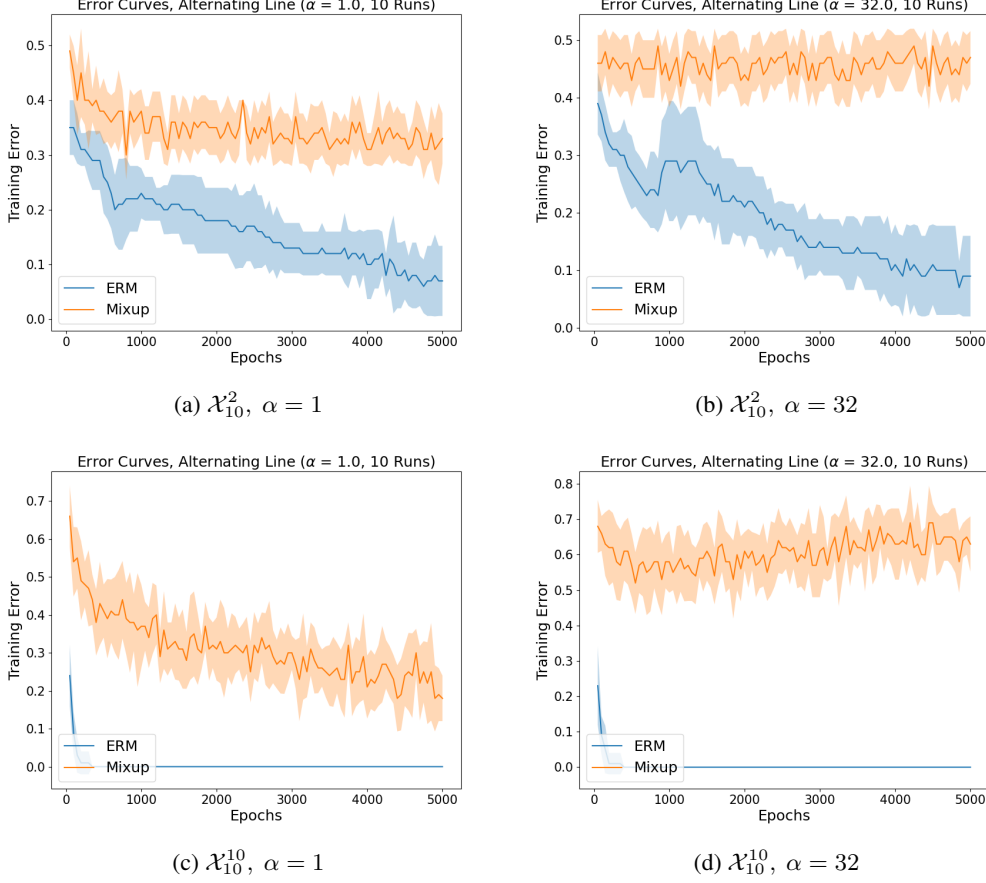 Error Curves, Alternating Line (α = 1.0, 10 Runs)
Training Error
0.5
0.4
0.3
0.2
0.1
0.0
ERM
Mixup
0 1000 2000 3000 4000 5000
Epochs
(a) 𝒳₁₀², α = 1
Error Curves, Alternating Line (α = 32.0, 10 Runs)
Training Error
0.5
0.4
0.3
0.2
0.1
0.0
ERM
Mixup
0 1000 2000 3000 4000 5000
Epochs
(b) 𝒳₁₀², α = 32
Error Curves, Alternating Line (α = 1.0, 10 Runs)
Training Error
0.7
0.6
0.5
0.4
0.3
0.2
0.1
0.0
ERM
Mixup
0 1000 2000 3000 4000 5000
Epochs
(c) 𝒳₁₀¹⁰, α = 1
Error Curves, Alternating Line (α = 32.0, 10 Runs)
Training Error
0.8
0.7
0.6
0.5
0.4
0.3
0.2
0.1
0.0
ERM
Mixup
0 1000 2000 3000 4000 5000
Epochs
(d) 𝒳₁₀¹⁰, α = 32